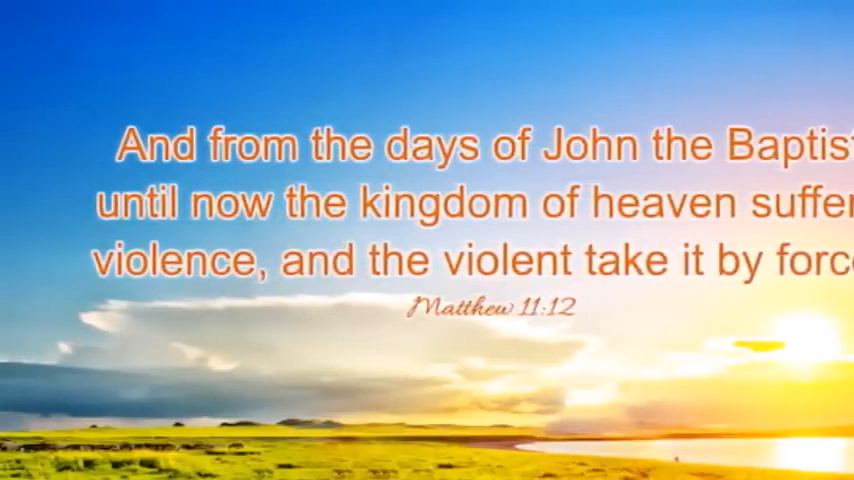 And from the days of John the Baptist
until now the kingdom of heaven suffer
violence, and the violent take it by force
Matthew 11:12